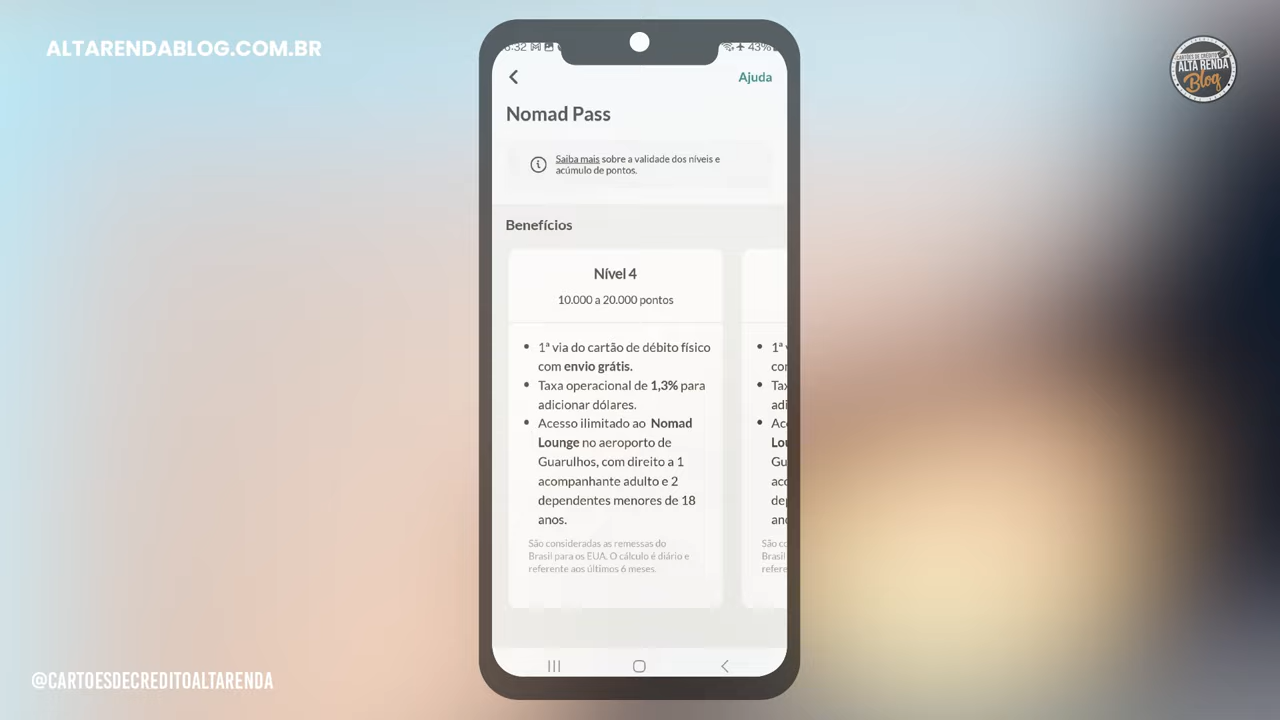 ALTARENDABLOG.COM.BR
CARTÕES DE CRÉDITO
ALTA RENDA
Blog
43%
Ajuda
Nomad Pass
Saiba mais sobre a validade dos níveis e
acúmulo de pontos.
Benefícios
Nível 4
10.000 a 20.000 pontos
• 1ª via do cartão de débito físico
com envio grátis.
• Taxa operacional de 1,3% para
adicionar dólares.
• Acesso ilimitado ao Nomad
Lounge no aeroporto de
Guarulhos, com direito a 1
acompanhante adulto e 2
dependentes menores de 18
anos.
São consideradas as remessas do
Brasil para os EUA. O cálculo é diário e
referente aos últimos 6 meses.
@CARTOESDECREDITOALTARENDA